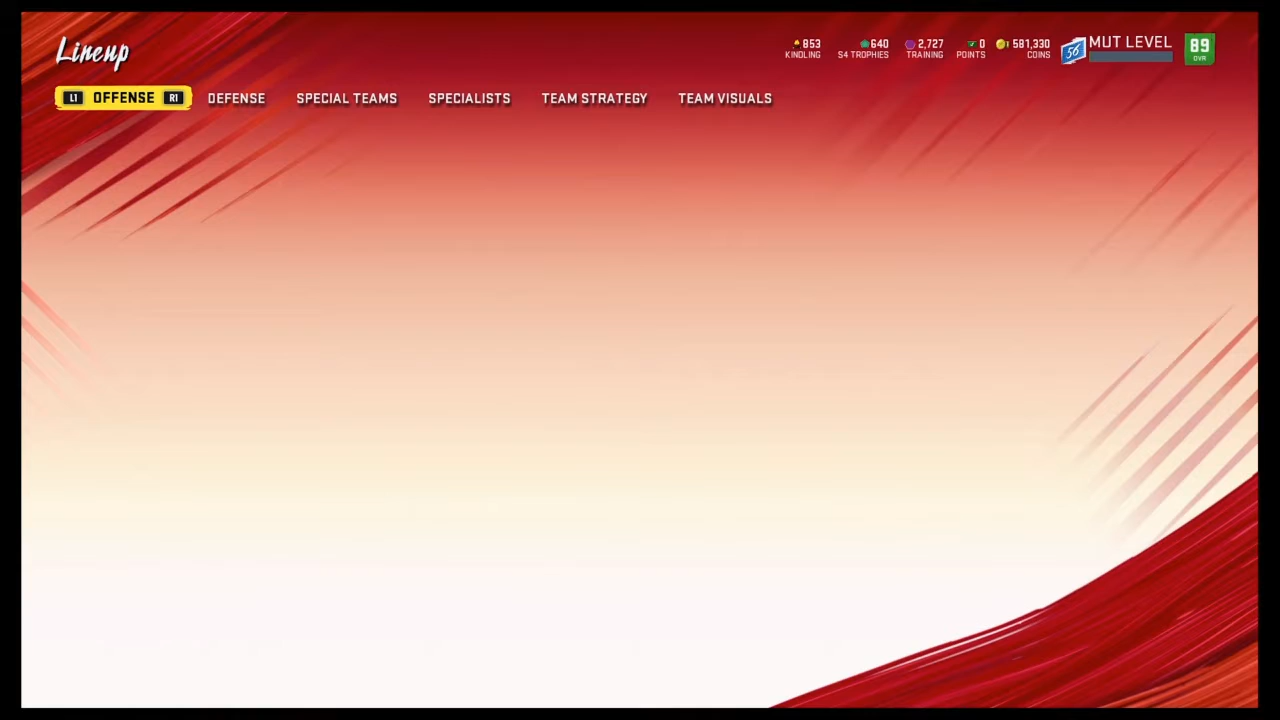 Lineup
853 KINDLING
640 S4 TROPHIES
2,727 TRAINING
0 POINTS
581,330 COINS
56 MUT LEVEL
89 OVR
L1 OFFENSE R1 DEFENSE SPECIAL TEAMS SPECIALISTS TEAM STRATEGY TEAM VISUALS